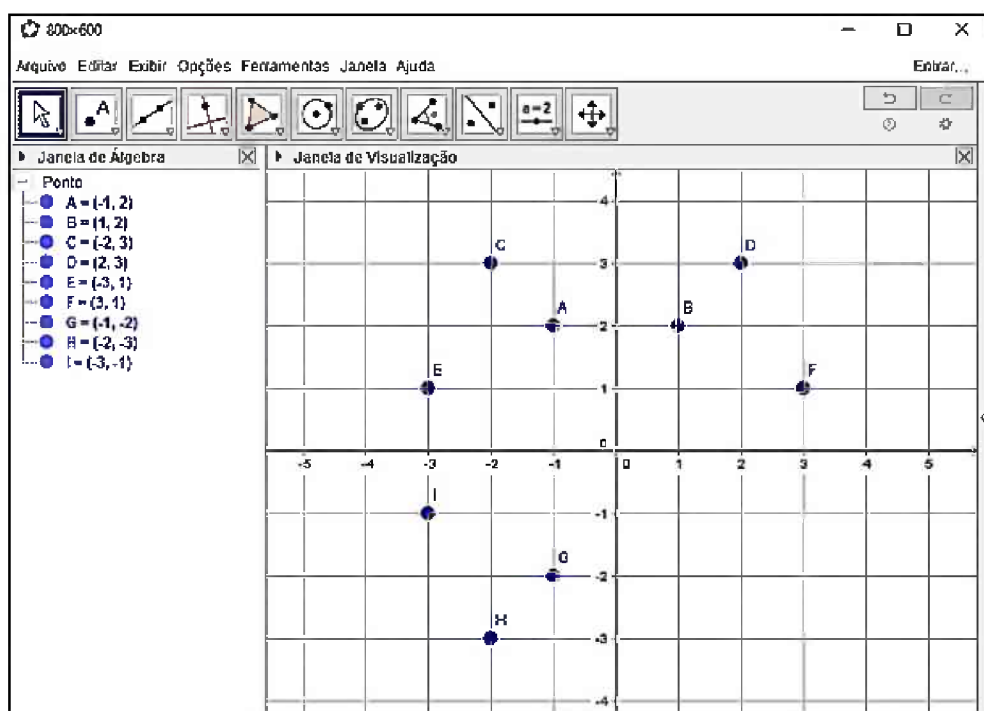 800×600
Arquivo Editar Exibir Opções Ferramentas Janela Ajuda Entrar...
A
a=2
Janela de Álgebra
Janela de Visualização
Ponto
A = (-1, 2)
B = (1, 2)
C = (-2, 3)
D = (2, 3)
E = (-3, 1)
F = (3, 1)
G = (-1, -2)
H = (-2, -3)
I = (-3, -1)
4
C 3 D
A 2 B
E 1 F
0
-5 -4 -3 -2 -1 0 1 2 3 4 5
I
-1
G
-2
H
-3
-4